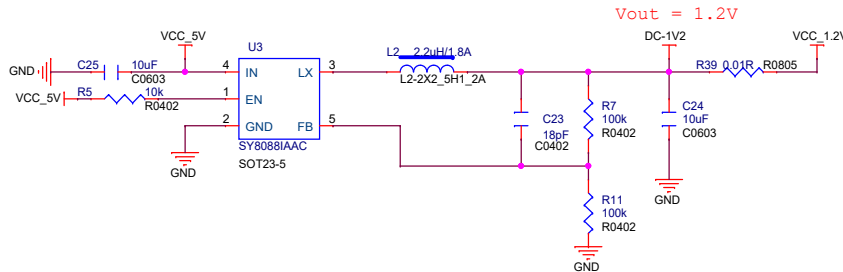 Vout = 1.2V
VCC_5V
DC-1V2
VCC_1.2V
U3
C25
10uF
C0603
GND
4
IN
LX
3
L2
2.2uH/1.8A
L2-2X2_5H1_2A
R39
0.01R
R0805
VCC_5V
R5
10k
R0402
1
EN
2
GND
FB
5
SY8088IAAC
SOT23-5
GND
C23
18pF
C0402
R7
100k
R0402
C24
10uF
C0603
GND
R11
100k
R0402
GND